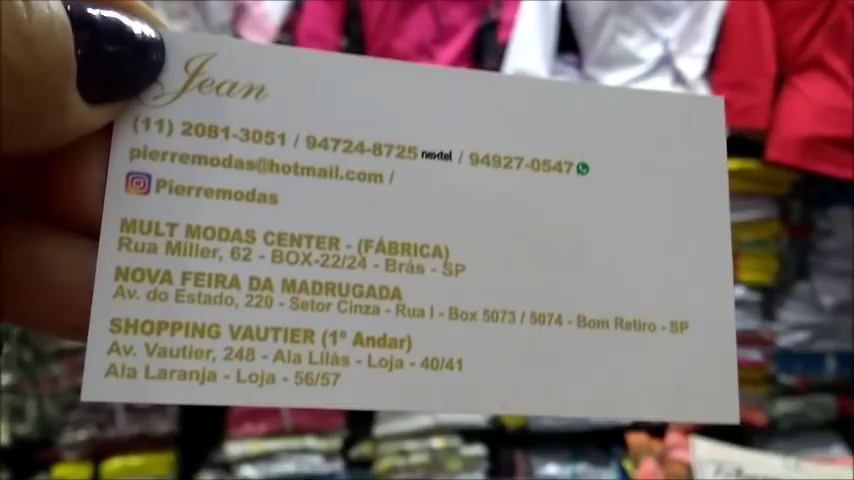 Jean
(11) 2081-3051 / 94724-8725 nextel / 94927-0547
pierremodas@hotmail.com /
Pierremodas
MULT MODAS CENTER - (FÁBRICA)
Rua Miller, 62 - BOX-22/24 - Brás - SP
NOVA FEIRA DA MADRUGADA
Av. do Estado, 220 - Setor Cinza - Rua I - Box 5073 / 5074 - Bom Retiro - SP
SHOPPING VAUTIER (1º Andar)
Av. Vautier, 248 - Ala Lilás - Loja - 40/41
Ala Laranja - Loja - 56/57